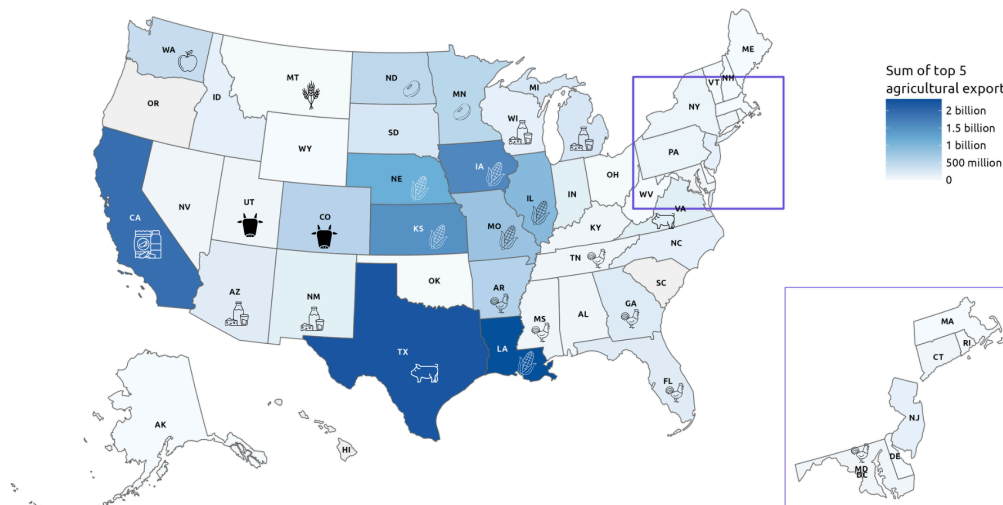 ME
WA
MT
ND
VT
NH
MN
OR
ID
MI
NY
WI
SD
WY
PA
IA
NE
OH
UT
IL
IN
NV
WV
CO
VA
CA
KS
MO
KY
NC
TN
OK
AZ
NM
AR
SC
MS
AL
GA
TX
LA
FL
AK
HI
Sum of top 5
agricultural export
2 billion
1.5 billion
1 billion
500 million
0
MA
RI
CT
NJ
DE
MD
DC